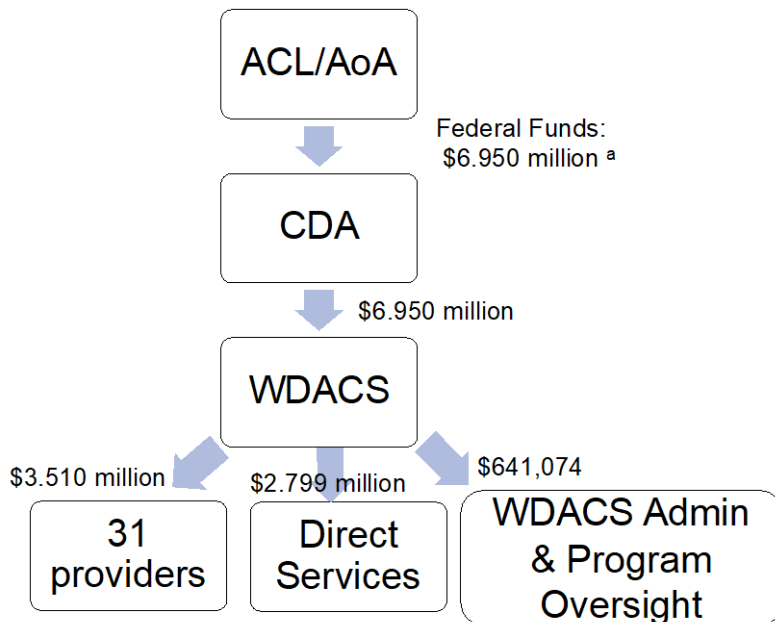 ACL/AoA
Federal Funds:
$6.950 million a
CDA
$6.950 million
WDACS
$3.510 million
$2.799 million
$641,074
31
providers
Direct
Services
WDACS Admin
& Program
Oversight